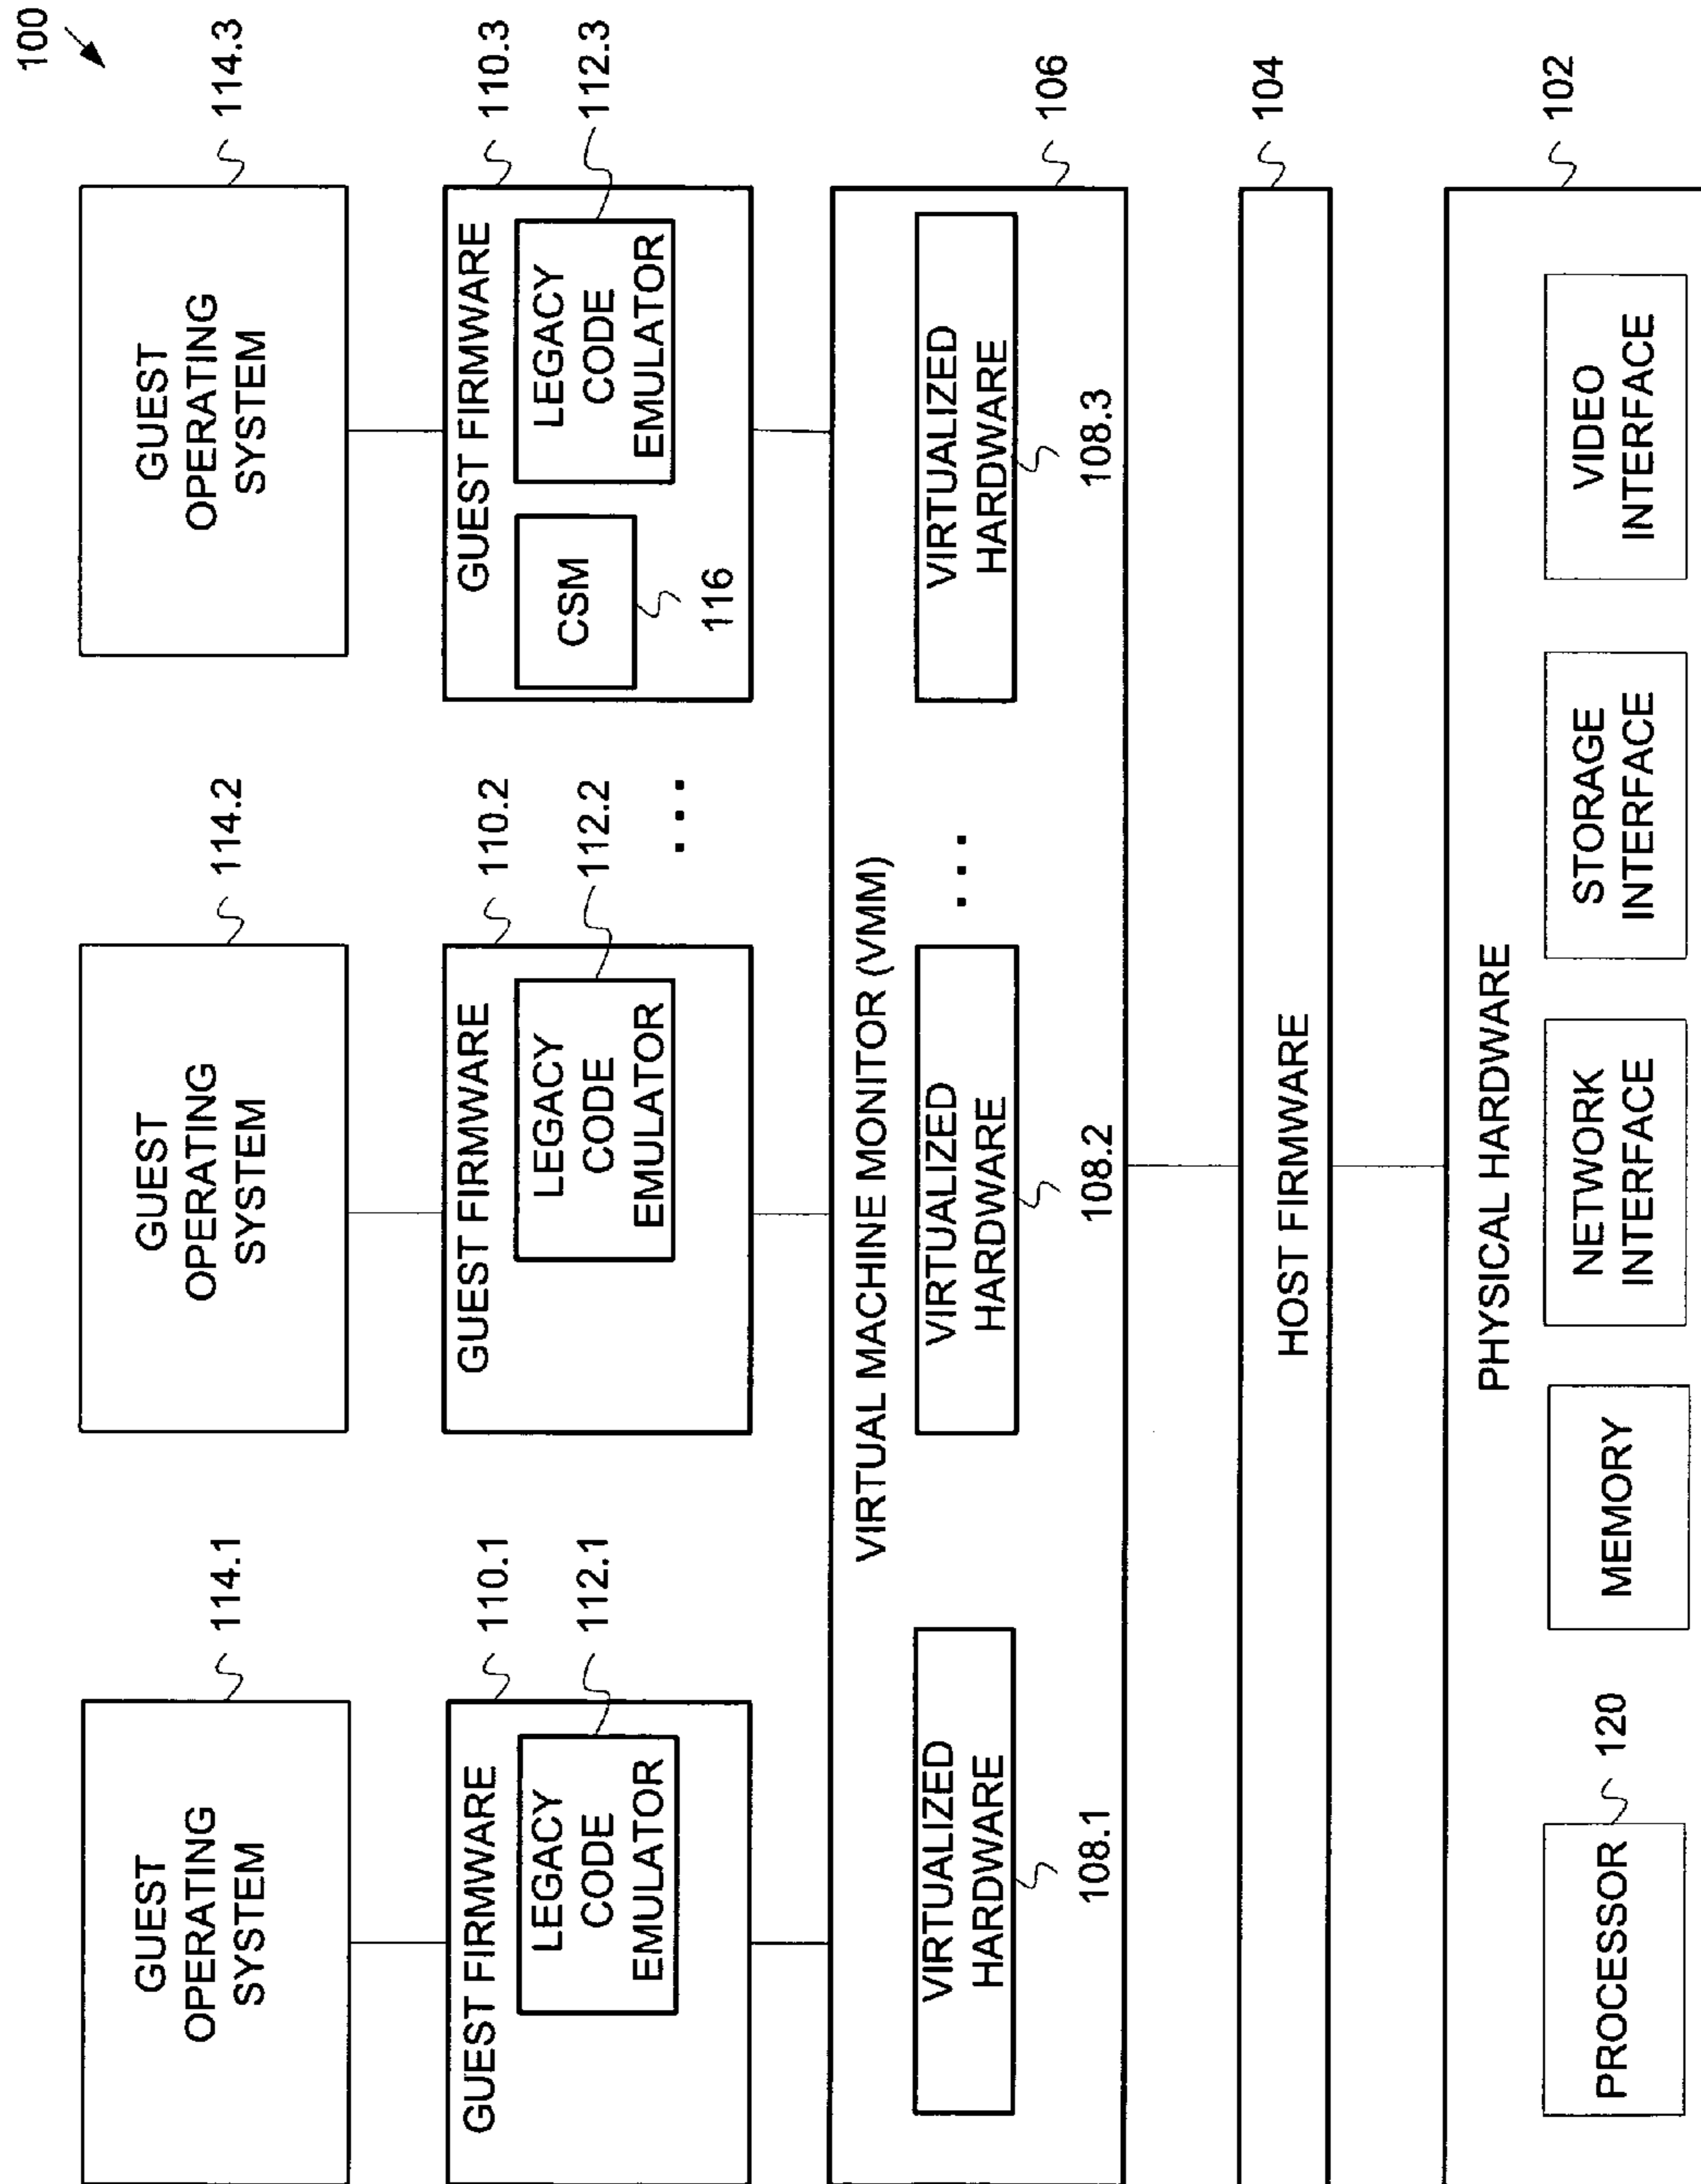 100
114.1
114.2
114.3
GUEST
OPERATING
SYSTEM
GUEST
OPERATING
SYSTEM
GUEST
OPERATING
SYSTEM
110.1
110.2
110.3
GUEST FIRMWARE
LEGACY
CODE
EMULATOR
112.1
GUEST FIRMWARE
LEGACY
CODE
EMULATOR
112.2
...
GUEST FIRMWARE
CSM
116
LEGACY
CODE
EMULATOR
112.3
VIRTUAL MACHINE MONITOR (VMM)
106
VIRTUALIZED
HARDWARE
108.1
VIRTUALIZED
HARDWARE
108.2
...
VIRTUALIZED
HARDWARE
108.3
HOST FIRMWARE
104
PHYSICAL HARDWARE
102
PROCESSOR
120
MEMORY
NETWORK
INTERFACE
STORAGE
INTERFACE
VIDEO
INTERFACE